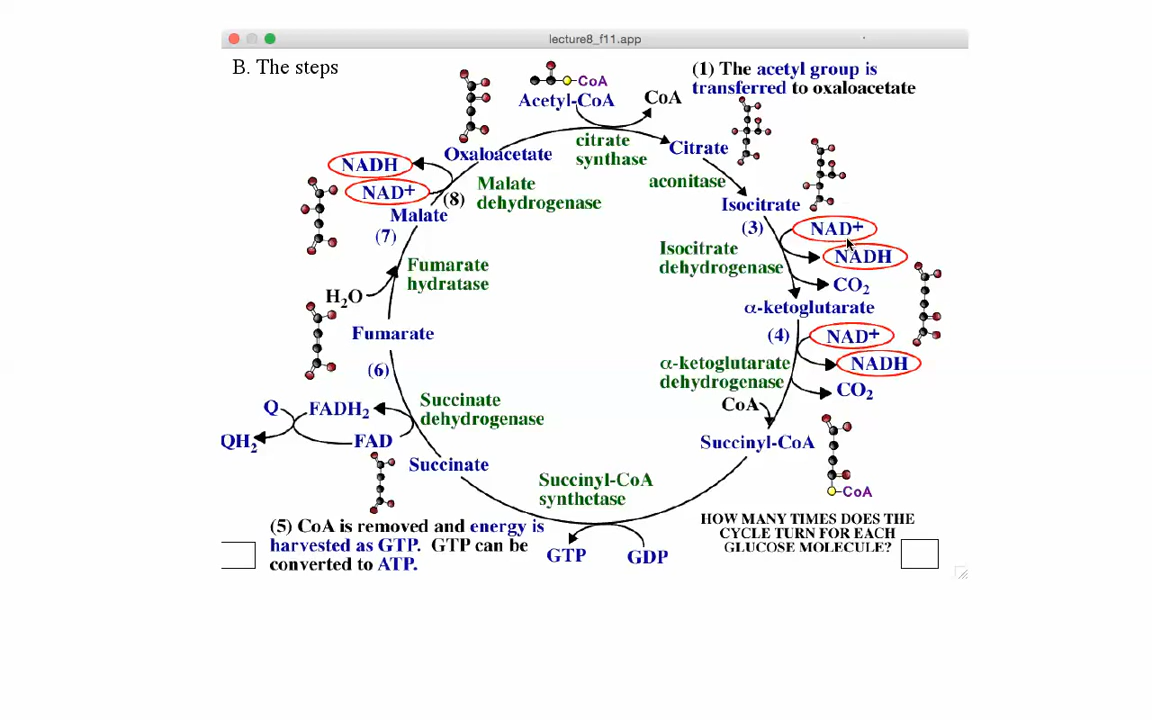 lecture8_f11.app
B. The steps
(1) The acetyl group is
transferred to oxaloacetate
CoA
Acetyl-CoA
CoA
citrate
synthase
Citrate
aconitase
Isocitrate
(3)
NAD+
NADH
Isocitrate
dehydrogenase
CO2
α-ketoglutarate
(4)
NAD+
NADH
α-ketoglutarate
dehydrogenase
CO2
CoA
Succinyl-CoA
CoA
Succinyl-CoA
synthetase
GTP
GDP
(5) CoA is removed and energy is
harvested as GTP. GTP can be
converted to ATP.
Succinate
Succinate
dehydrogenase
FADH2
FAD
Q
QH2
(6)
Fumarate
H2O
Fumarate
hydratase
(7)
Malate
(8)
Malate
dehydrogenase
NAD+
NADH
Oxaloacetate
HOW MANY TIMES DOES THE
CYCLE TURN FOR EACH
GLUCOSE MOLECULE?